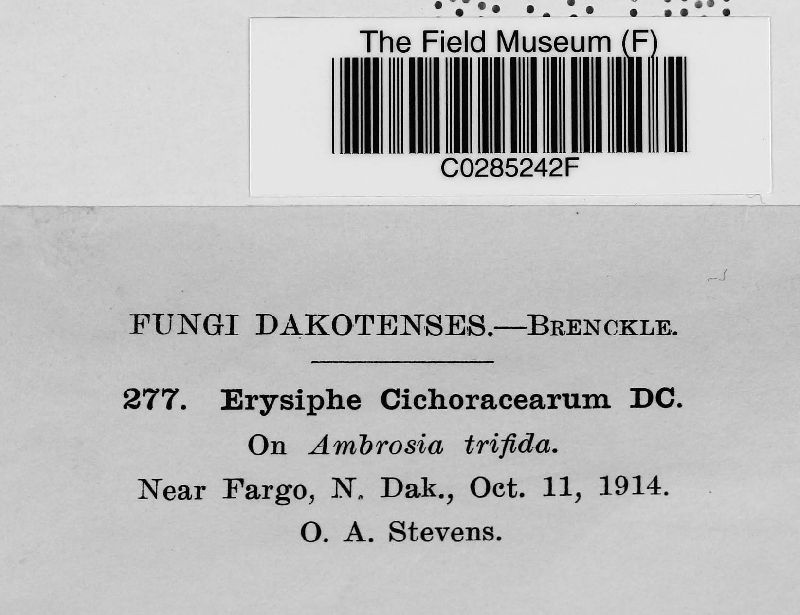 The Field Museum (F)
C0285242F
FUNGI DAKOTENSES.—BRENCKLE.
277. Erysiphe Cichoracearum DC.
On Ambrosia trifida.
Near Fargo, N. Dak., Oct. 11, 1914.
O. A. Stevens.